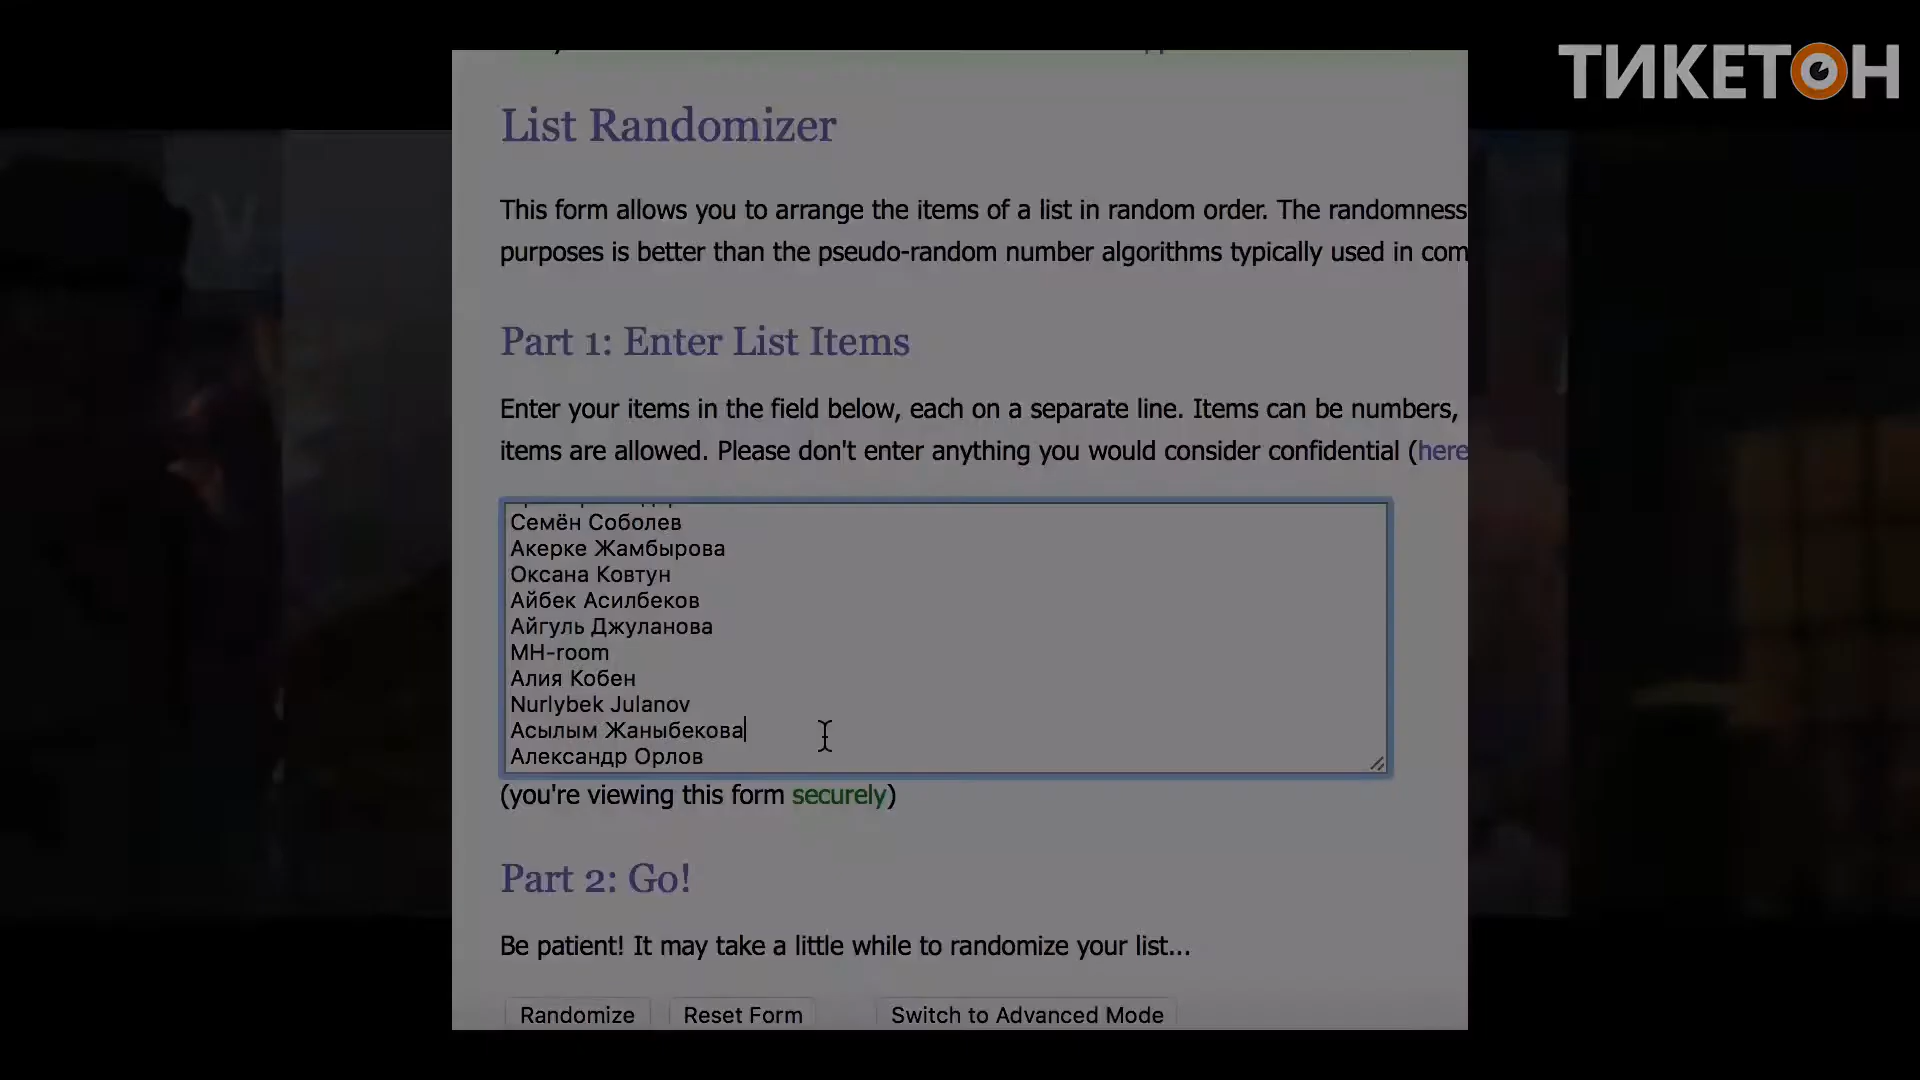 ТИКЕТОН
List Randomizer
This form allows you to arrange the items of a list in random order. The randomness
purposes is better than the pseudo-random number algorithms typically used in com
Part 1: Enter List Items
Enter your items in the field below, each on a separate line. Items can be numbers,
items are allowed. Please don't enter anything you would consider confidential (here
Семён Соболев
Акерке Жамбырова
Оксана Ковтун
Айбек Асилбеков
Айгуль Джуланова
MH-room
Алия Кобен
Nurlybek Julanov
Асылым Жаныбекова
Александр Орлов
(you're viewing this form securely)
Part 2: Go!
Be patient! It may take a little while to randomize your list...
Randomize Reset Form Switch to Advanced Mode